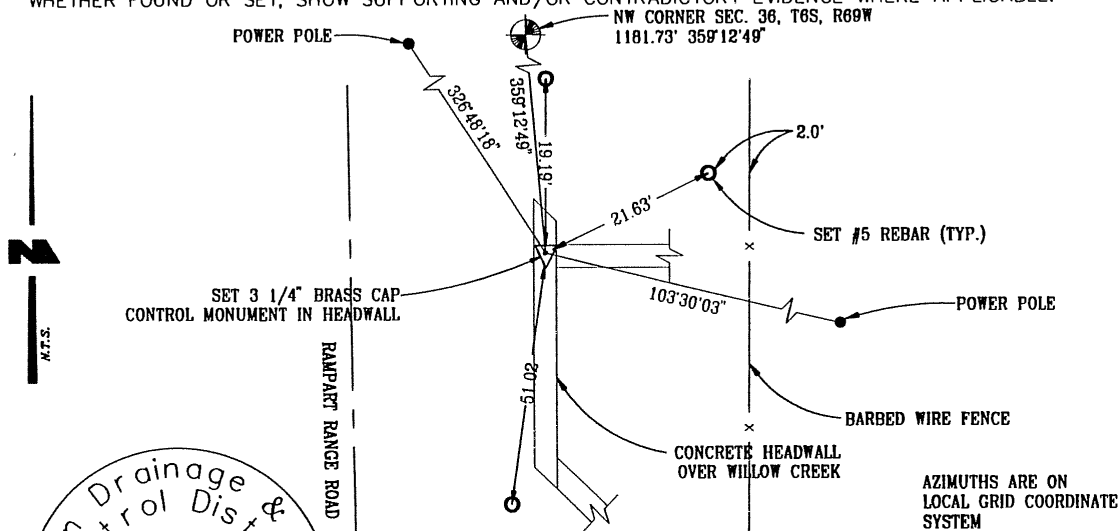 WHETHER FOUND OR SET, SHOW SUPPORTING AND/OR CONTRADICTORY EVIDENCE WHERE APPLICABLE.
NW CORNER SEC. 36, T6S, R69W
1181.73' 359°12'49"
POWER POLE
326°48'18"
359°12'49"
19.19'
2.0'
21.63'
SET #5 REBAR (TYP.)
N
SET 3 1/4" BRASS CAP
CONTROL MONUMENT IN HEADWALL
103°30'03"
POWER POLE
N.T.S.
RAMPART RANGE ROAD
51.02
x
BARBED WIRE FENCE
x
CONCRETE HEADWALL
OVER WILLOW CREEK
AZIMUTHS ARE ON
LOCAL GRID COORDINATE
SYSTEM
Drainage &
trol Dist